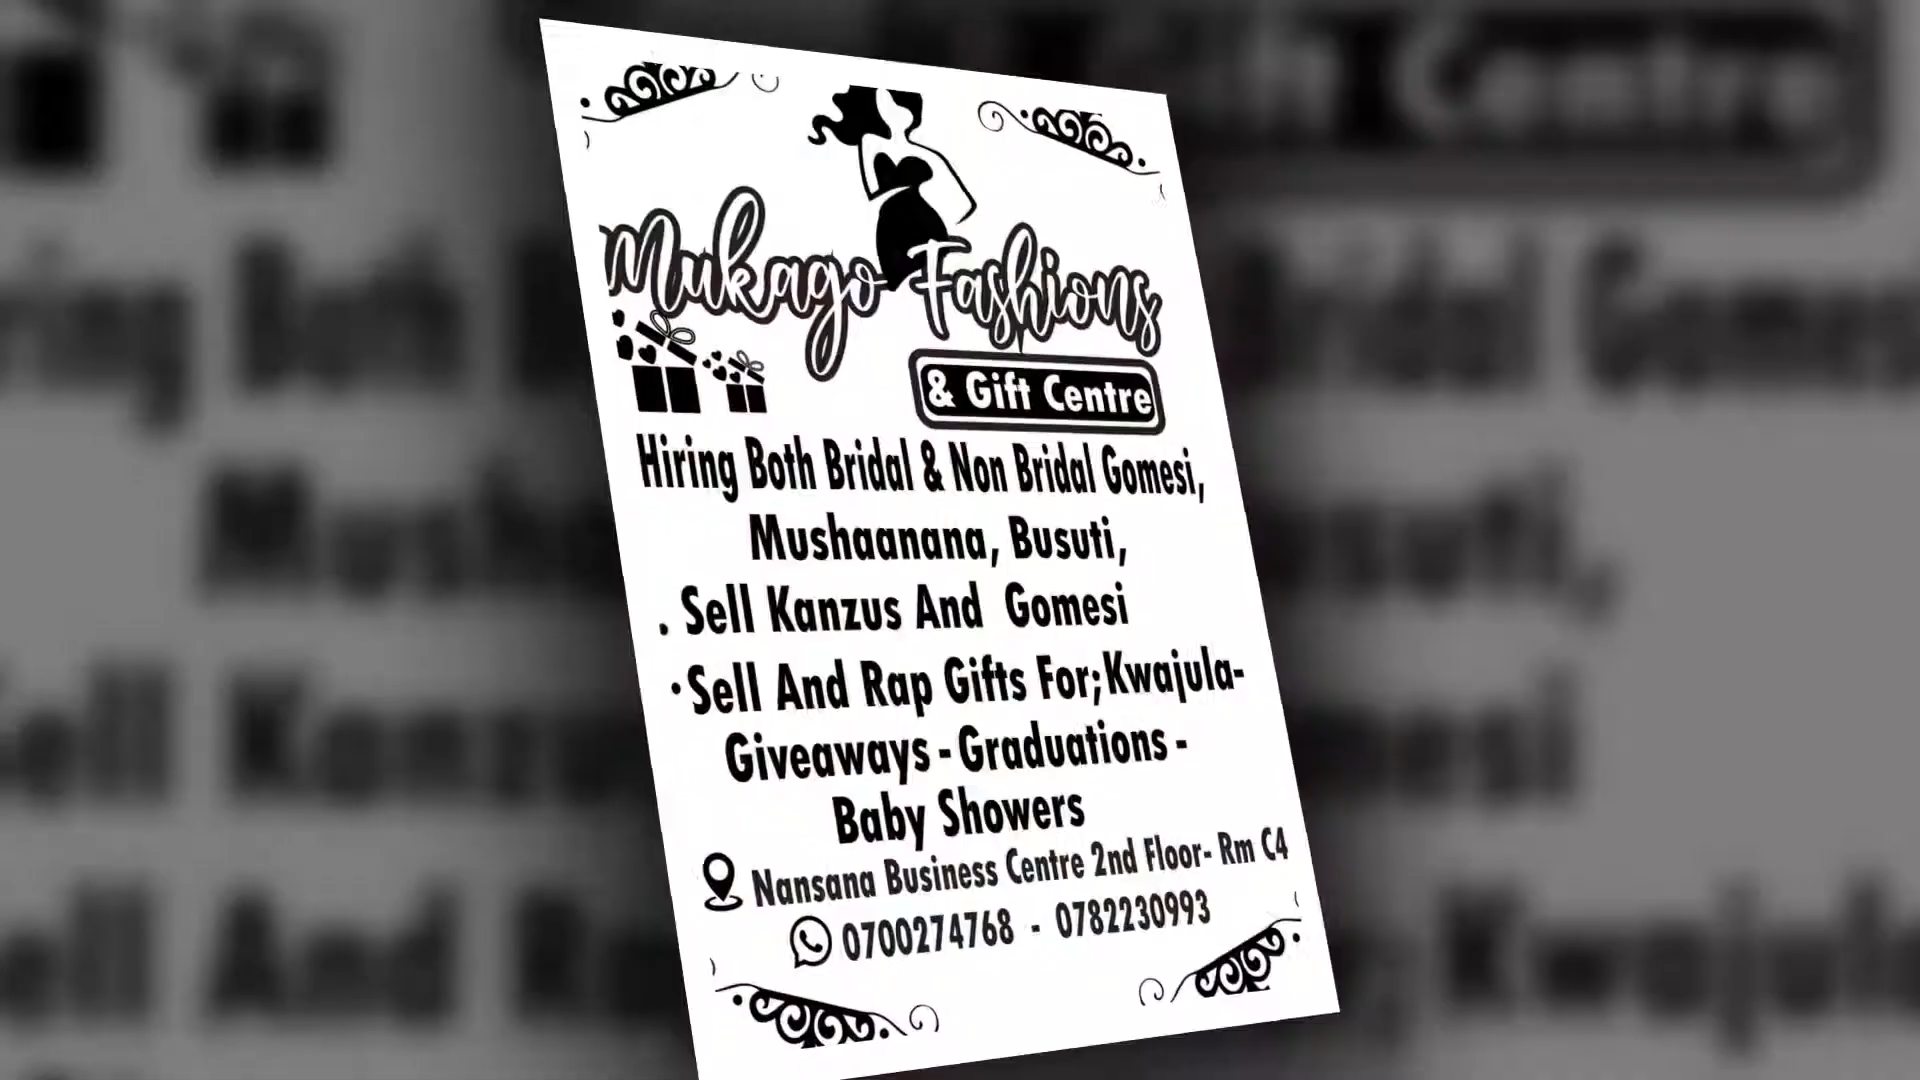 Mukago Fashions
& Gift Centre
Hiring Both Bridal & Non Bridal Gomesi,
Mushaanana, Busuti,
. Sell Kanzus And Gomesi
• Sell And Rap Gifts For; Kwajula-
Giveaways - Graduations -
Baby Showers
Nansana Business Centre 2nd Floor- Rm C4
0700274768 - 0782230993